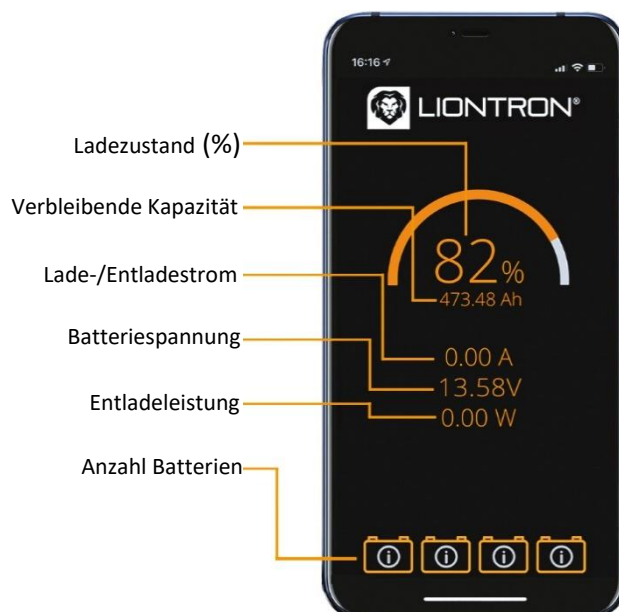 16:16
LIONTRON®
Ladezustand (%)
Verbleibende Kapazität
82%
Lade-/Entladestrom
473.48 Ah
Batteriespannung
0.00 A
13.58V
Entladeleistung
0.00 W
Anzahl Batterien